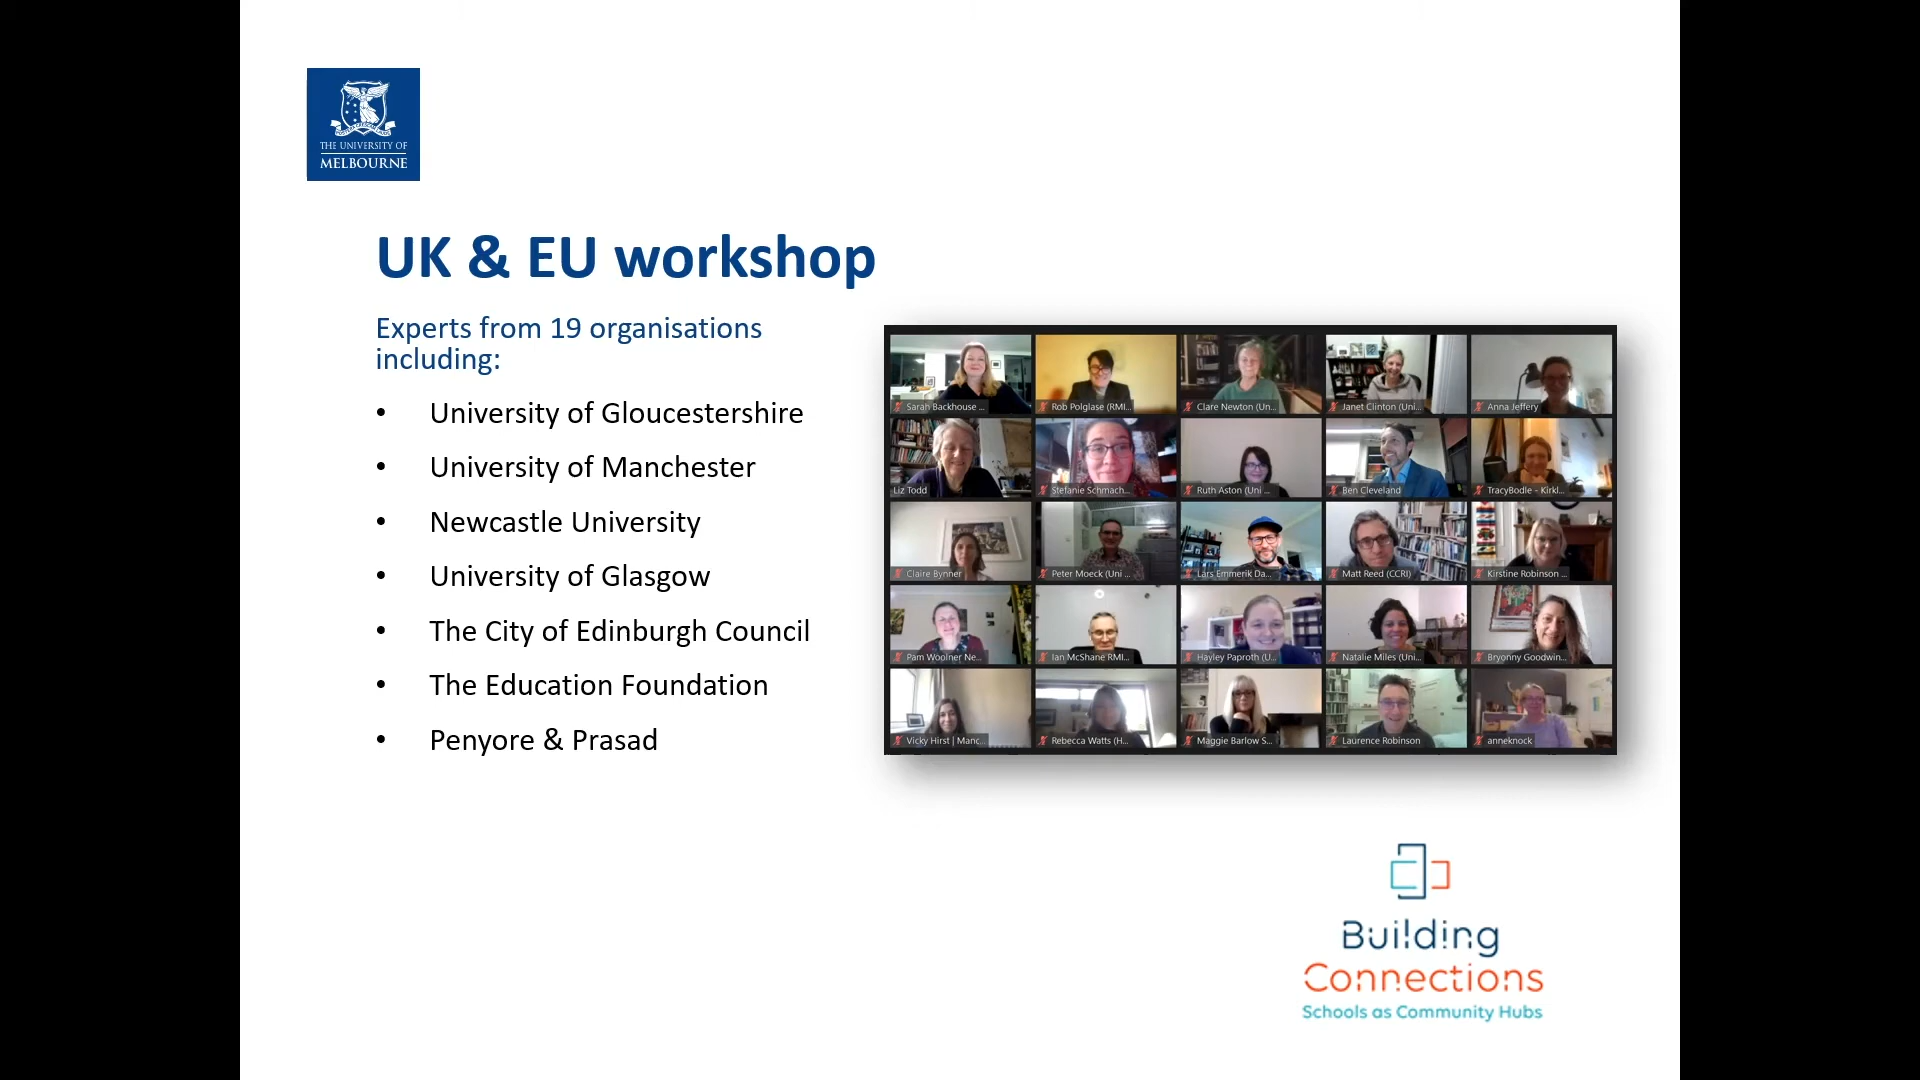 THE UNIVERSITY OF
MELBOURNE
UK & EU workshop
Experts from 19 organisations
including:
• University of Gloucestershire
• University of Manchester
• Newcastle University
• University of Glasgow
• The City of Edinburgh Council
• The Education Foundation
• Penyore & Prasad
Sarah Backhouse ...
Rob Polglase (RMI...
Clare Newton (Un...
Janet Clinton (Uni...
Anna Jeffery
Liz Todd
Stefanie Schmach...
Ruth Aston (Uni ...
Ben Cleveland
TracyBodle - Kirkl...
Claire Bynner
Peter Moeck (Uni ...
Lars Emmerik Da...
Matt Reed (CCRI)
Kirstine Robinson ...
Pam Woolner Ne...
Ian McShane RMI...
Hayley Paproth (U...
Natalie Miles (Uni...
Bryonny Goodwin...
Vicky Hirst | Manc...
Rebecca Watts (H...
Maggie Barlow S...
Laurence Robinson
anneknock
Building
Connections
Schools as Community Hubs